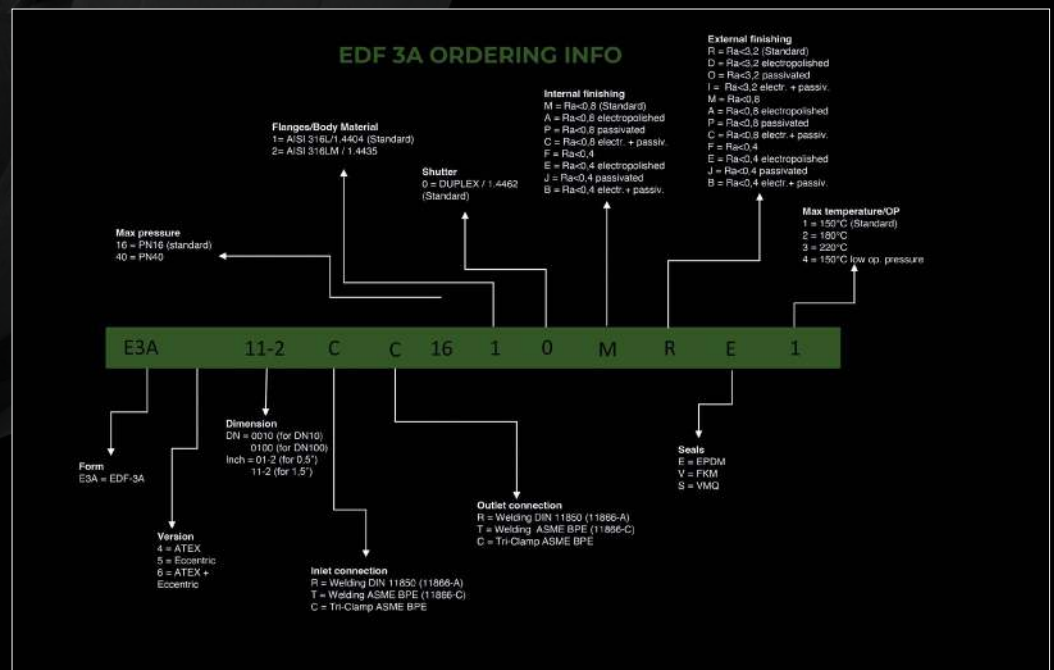 EDF 3A ORDERING INFO
External finishing
R = Ra<3,2 (Standard)
D = Ra<3,2 electropolished
O = Ra<3,2 passivated
I = Ra<3,2 electr. + passiv.
M = Ra<0,8
A = Ra<0,8 electropolished
P = Ra<0,8 passivated
C = Ra<0,8 electr. + passiv.
F = Ra<0,4
E = Ra<0,4 electropolished
J = Ra<0,4 passivated
B = Ra<0,4 electr. + passiv.
Internal finishing
M = Ra<0,8 (Standard)
A = Ra<0,8 electropolished
P = Ra<0,8 passivated
C = Ra<0,8 electr. + passiv.
F = Ra<0,4
E = Ra<0,4 electropolished
J = Ra<0,4 passivated
B = Ra<0,4 electr. + passiv.
Flanges/Body Material
1= AISI 316L/1.4404 (Standard)
2= AISI 316LM / 1.4435
Shutter
0 = DUPLEX / 1.4462
(Standard)
Max temperature/OP
1 = 150°C (Standard)
2 = 180°C
3 = 220°C
4 = 150°C low op. pressure
Max pressure
16 = PN16 (standard)
40 = PN40
E3A 11-2 C C 16 1 0 M R E 1
Form
E3A = EDF-3A
Version
4 = ATEX
5 = Eccentric
6 = ATEX +
Eccentric
Dimension
DN = 0010 (for DN10)
0100 (for DN100)
Inch = 01-2 (for 0,5")
11-2 (for 1,5")
Inlet connection
R = Welding DIN 11850 (11866-A)
T = Welding ASME BPE (11866-C)
C = Tri-Clamp ASME BPE
Outlet connection
R = Welding DIN 11850 (11866-A)
T = Welding ASME BPE (11866-C)
C = Tri-Clamp ASME BPE
Seals
E = EPDM
V = FKM
S = VMQ